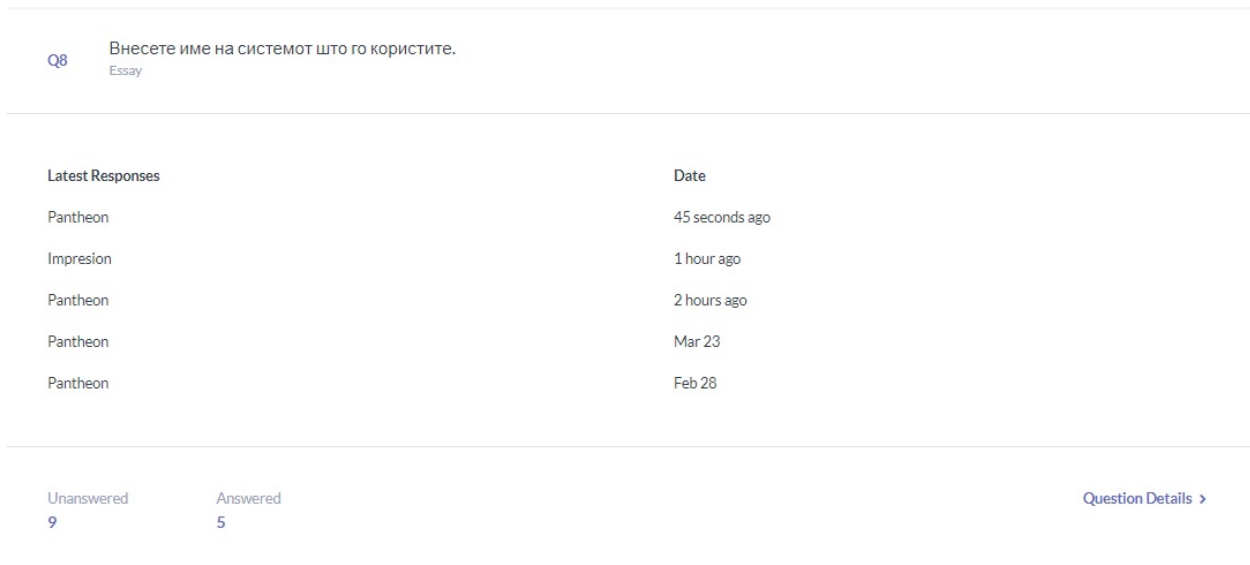 Q8
Внесете име на системот што го користите.
Essay
Latest Responses Date
Pantheon 45 seconds ago
Impresion 1 hour ago
Pantheon 2 hours ago
Pantheon Mar 23
Pantheon Feb 28
Unanswered Answered Question Details >
9 5